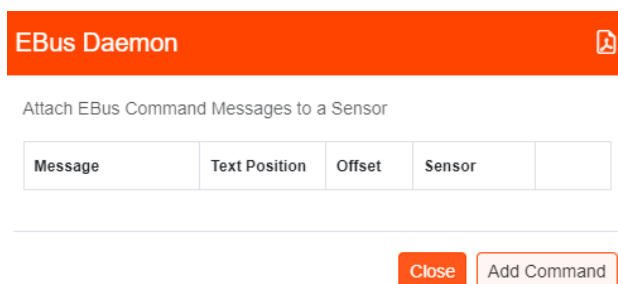 EBus Daemon
Attach EBus Command Messages to a Sensor
Message Text Position Offset Sensor
Close Add Command